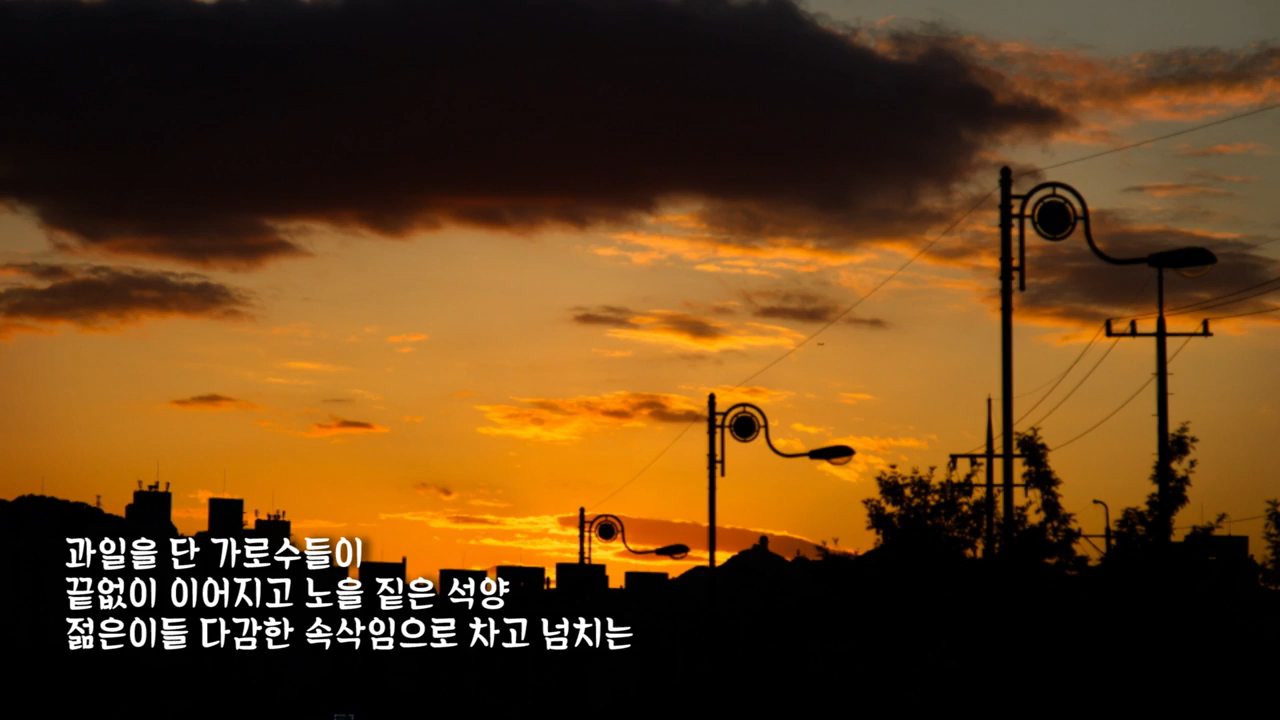 과일을 단 가로수들이
끝없이 이어지고 노을 짙은 석양
젊은이들 다감한 속삭임으로 차고 넘치는